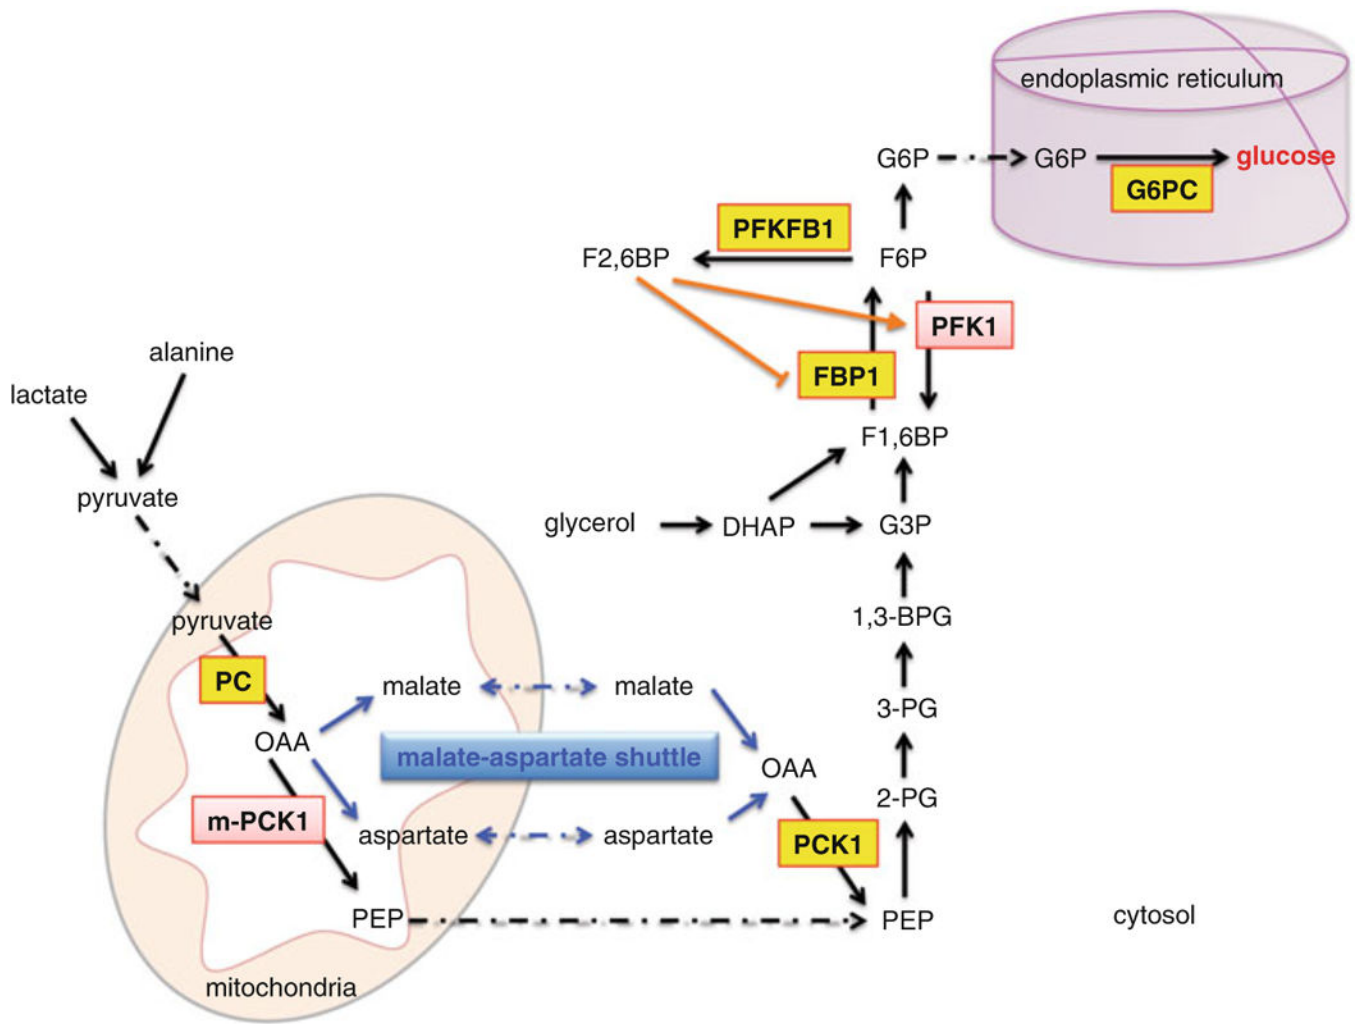 endoplasmic reticulum
G6P
G6P
glucose
G6PC
PFKFB1
F2,6BP
F6P
PFK1
FBP1
alanine
lactate
F1,6BP
pyruvate
glycerol
DHAP
G3P
pyruvate
1,3-BPG
PC
malate
malate
3-PG
OAA
malate-aspartate shuttle
OAA
2-PG
m-PCK1
aspartate
aspartate
PCK1
PEP
PEP
cytosol
mitochondria